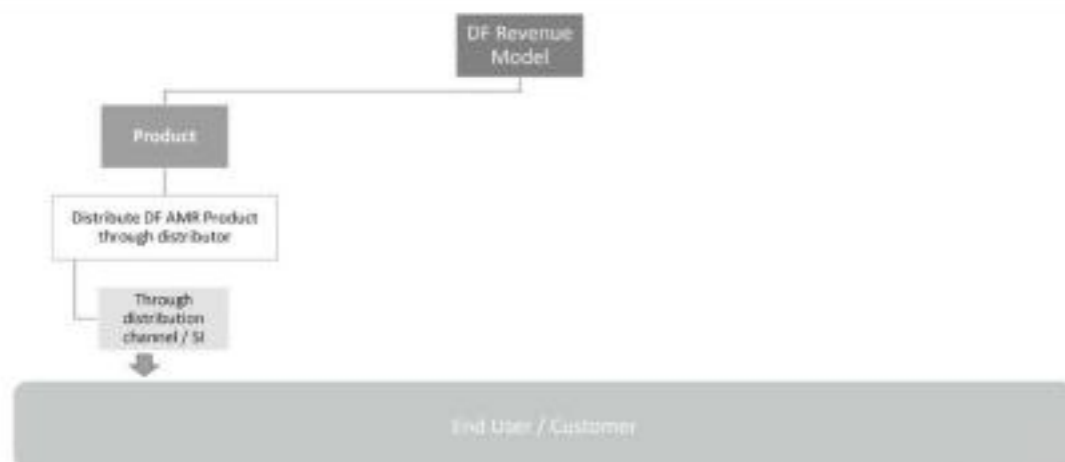 DF Revenue
Model
Product
Distribute DF AMR Product
through distributor
Through
distribution
channel / SI
End User / Customer